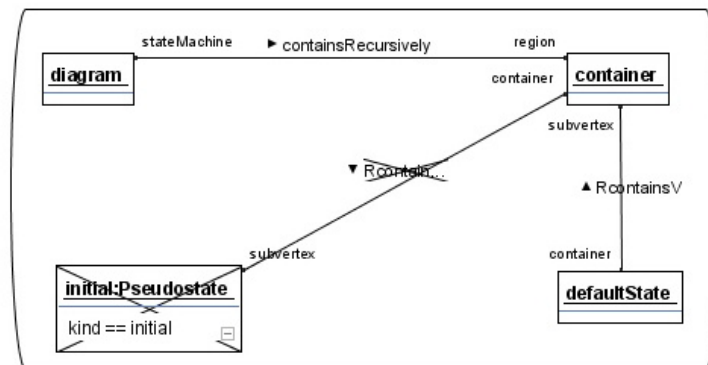 stateMachine ► containsRecursively region
diagram
container
container
subvertex
▼ Rcontain...
▲ RcontainsV
subvertex
container
initial:Pseudostate
defaultState
kind == initial